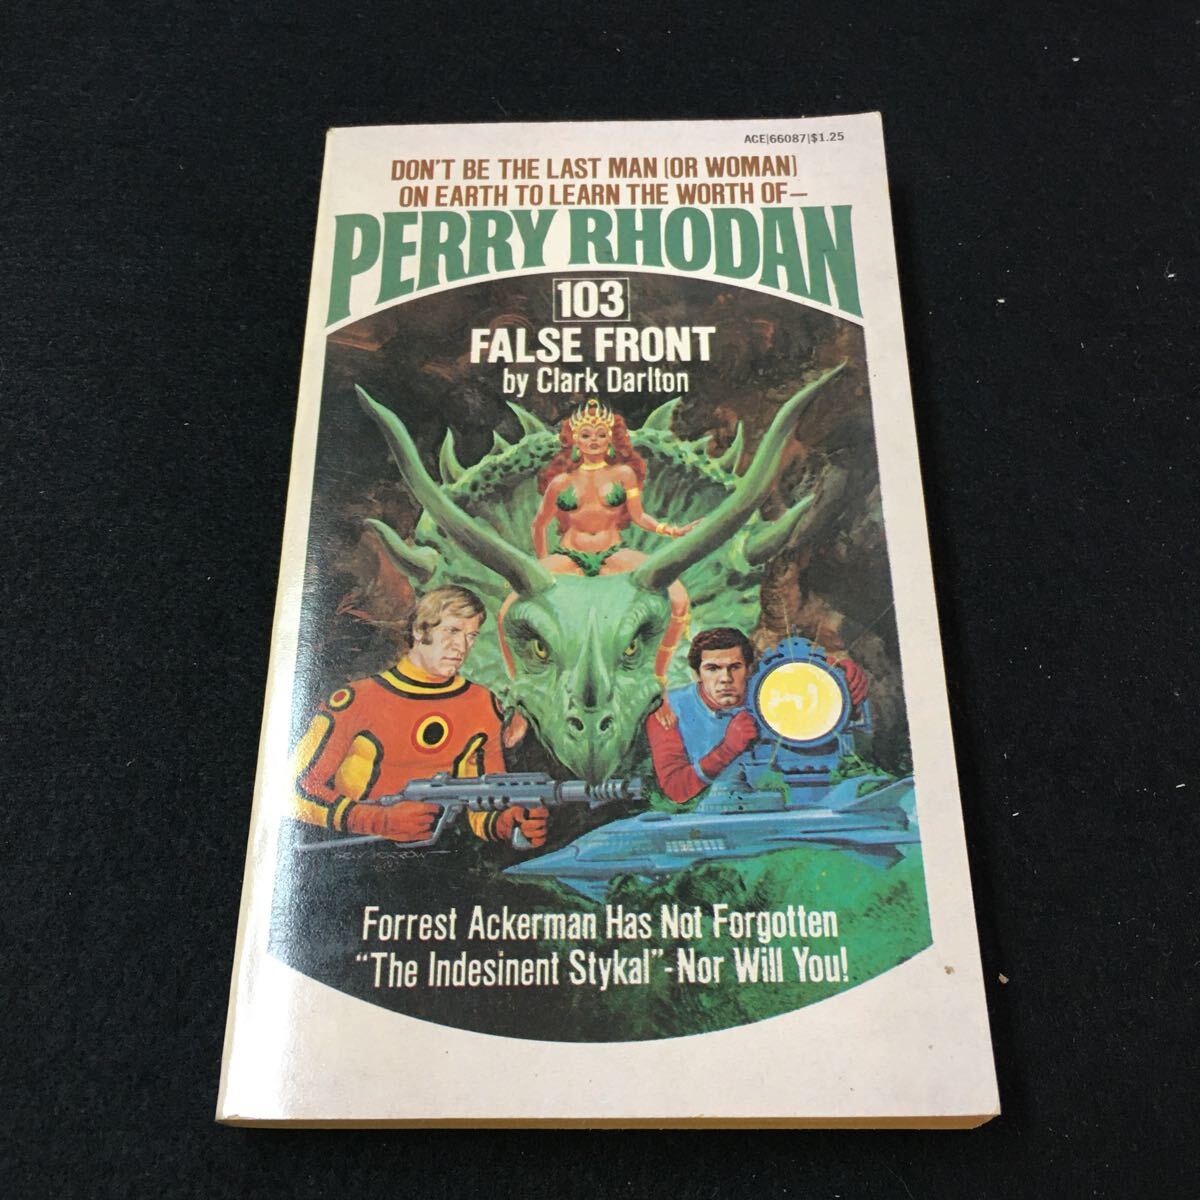 ACE|66087|$1.25
DON'T BE THE LAST MAN (OR WOMAN)
ON EARTH TO LEARN THE WORTH OF—
PERRY RHODAN
103
FALSE FRONT
by Clark Darlton
Forrest Ackerman Has Not Forgotten
"The Indesinent Stykal"-Nor Will You!